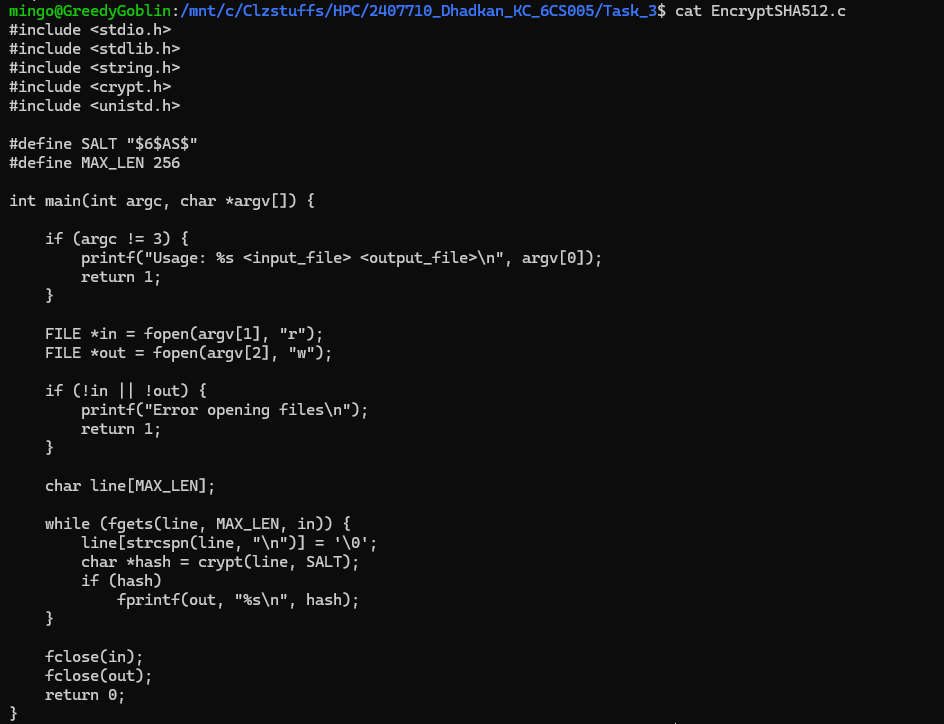 mingo@GreedyGoblin:/mnt/c/Clzstuffs/HPC/2407710_Dhadkan_KC_6CS005/Task_3$ cat EncryptSHA512.c
#include <stdio.h>
#include <stdlib.h>
#include <string.h>
#include <crypt.h>
#include <unistd.h>

#define SALT "$6$AS$"
#define MAX_LEN 256

int main(int argc, char *argv[]) {

    if (argc != 3) {
        printf("Usage: %s <input_file> <output_file>\n", argv[0]);
        return 1;
    }

    FILE *in = fopen(argv[1], "r");
    FILE *out = fopen(argv[2], "w");

    if (!in || !out) {
        printf("Error opening files\n");
        return 1;
    }

    char line[MAX_LEN];

    while (fgets(line, MAX_LEN, in)) {
        line[strcspn(line, "\n")] = '\0';
        char *hash = crypt(line, SALT);
        if (hash)
            fprintf(out, "%s\n", hash);
    }

    fclose(in);
    fclose(out);
    return 0;
}